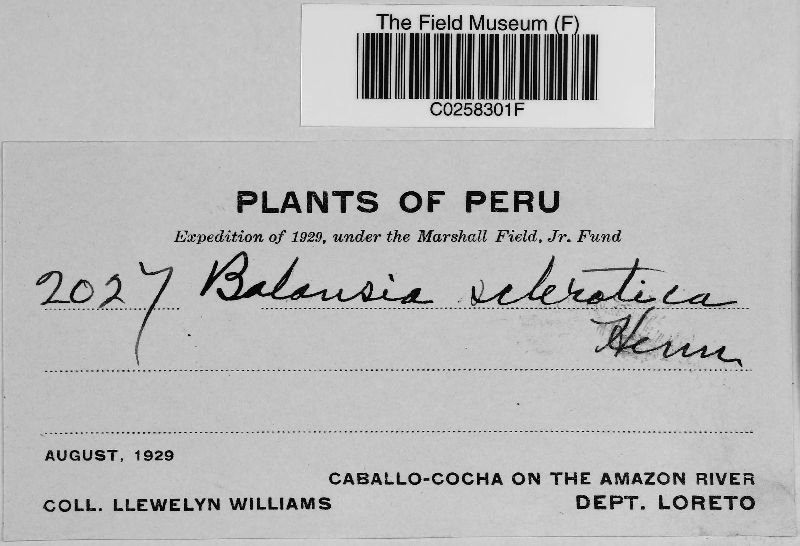 The Field Museum (F)
C0258301F
PLANTS OF PERU
Expedition of 1929, under the Marshall Field, Jr. Fund
2027 Balansia sclerotica
Henn.
AUGUST, 1929
CABALLO-COCHA ON THE AMAZON RIVER
COLL. LLEWELYN WILLIAMS DEPT. LORETO